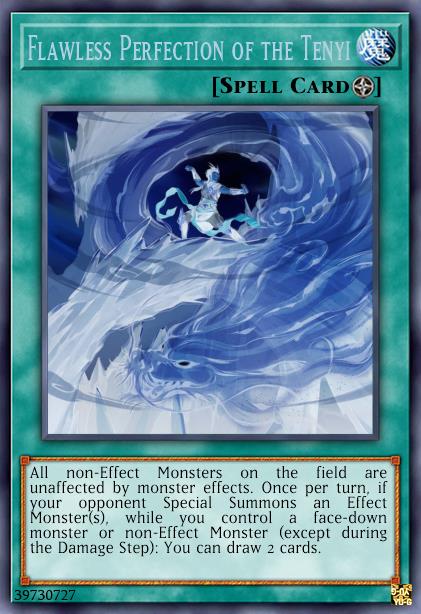 Flawless Perfection of the Tenyi
魔
[Spell Card]
All non-Effect Monsters on the field are
unaffected by monster effects. Once per turn, if
your opponent Special Summons an Effect
Monster(s), while you control a face-down
monster or non-Effect Monster (except during
the Damage Step): You can draw 2 cards.
39730727